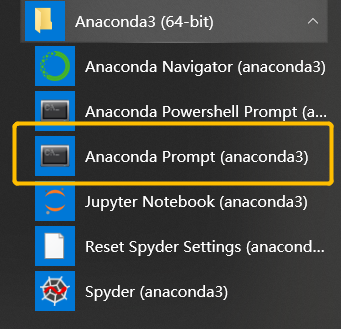 Anaconda3 (64-bit)
Anaconda Navigator (anaconda3)
Anaconda Powershell Prompt (a...
Anaconda Prompt (anaconda3)
Jupyter Notebook (anaconda3)
Reset Spyder Settings (anacond...
Spyder (anaconda3)